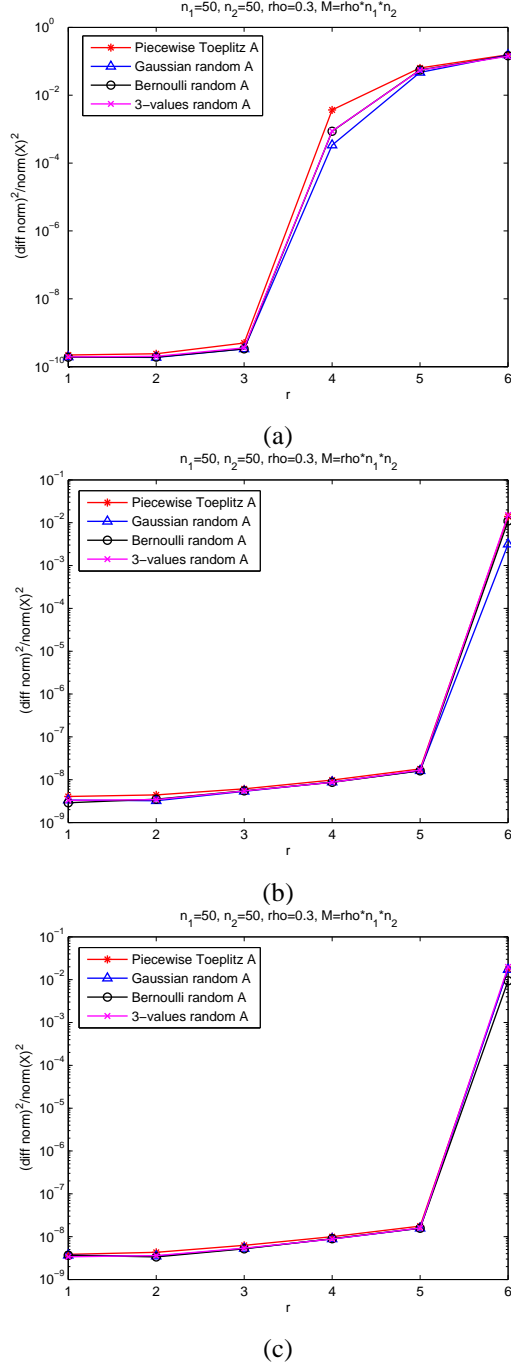 n_1=50, n_2=50, rho=0.3, M=rho*n_1*n_2
Piecewise Toeplitz A
Gaussian random A
Bernoulli random A
3−values random A
(diff norm)^2/norm(X)^2
10^0
10^−2
10^−4
10^−6
10^−8
10^−10
1 2 3 4 5 6
r
(a)
n_1=50, n_2=50, rho=0.3, M=rho*n_1*n_2
Piecewise Toeplitz A
Gaussian random A
Bernoulli random A
3−values random A
(diff norm)^2/norm(X)^2
10^−1
10^−2
10^−3
10^−4
10^−5
10^−6
10^−7
10^−8
10^−9
1 2 3 4 5 6
r
(b)
n_1=50, n_2=50, rho=0.3, M=rho*n_1*n_2
Piecewise Toeplitz A
Gaussian random A
Bernoulli random A
3−values random A
(diff norm)^2/norm(X)^2
10^−1
10^−2
10^−3
10^−4
10^−5
10^−6
10^−7
10^−8
10^−9
1 2 3 4 5 6
r
(c)